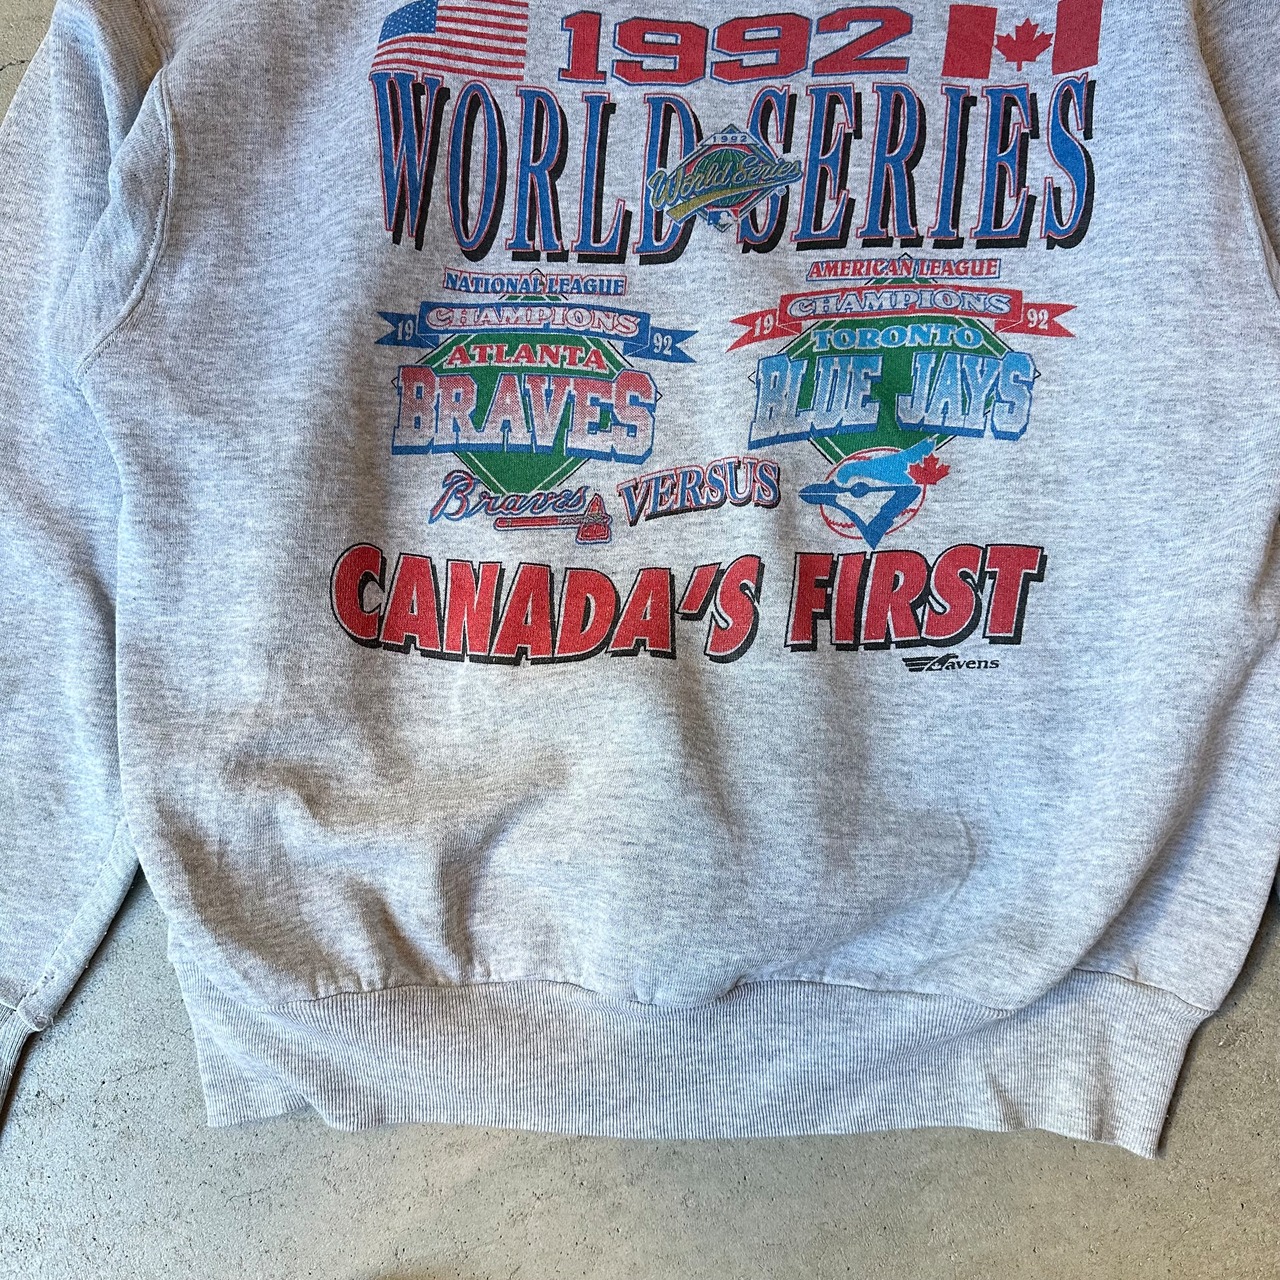 1992
WORLD SERIES
1992
World Series
NATIONAL LEAGUE
19 CHAMPIONS 92
ATLANTA
BRAVES
Braves
AMERICAN LEAGUE
19 CHAMPIONS 92
TORONTO
BLUE JAYS
VERSUS
CANADA'S FIRST
Ravens